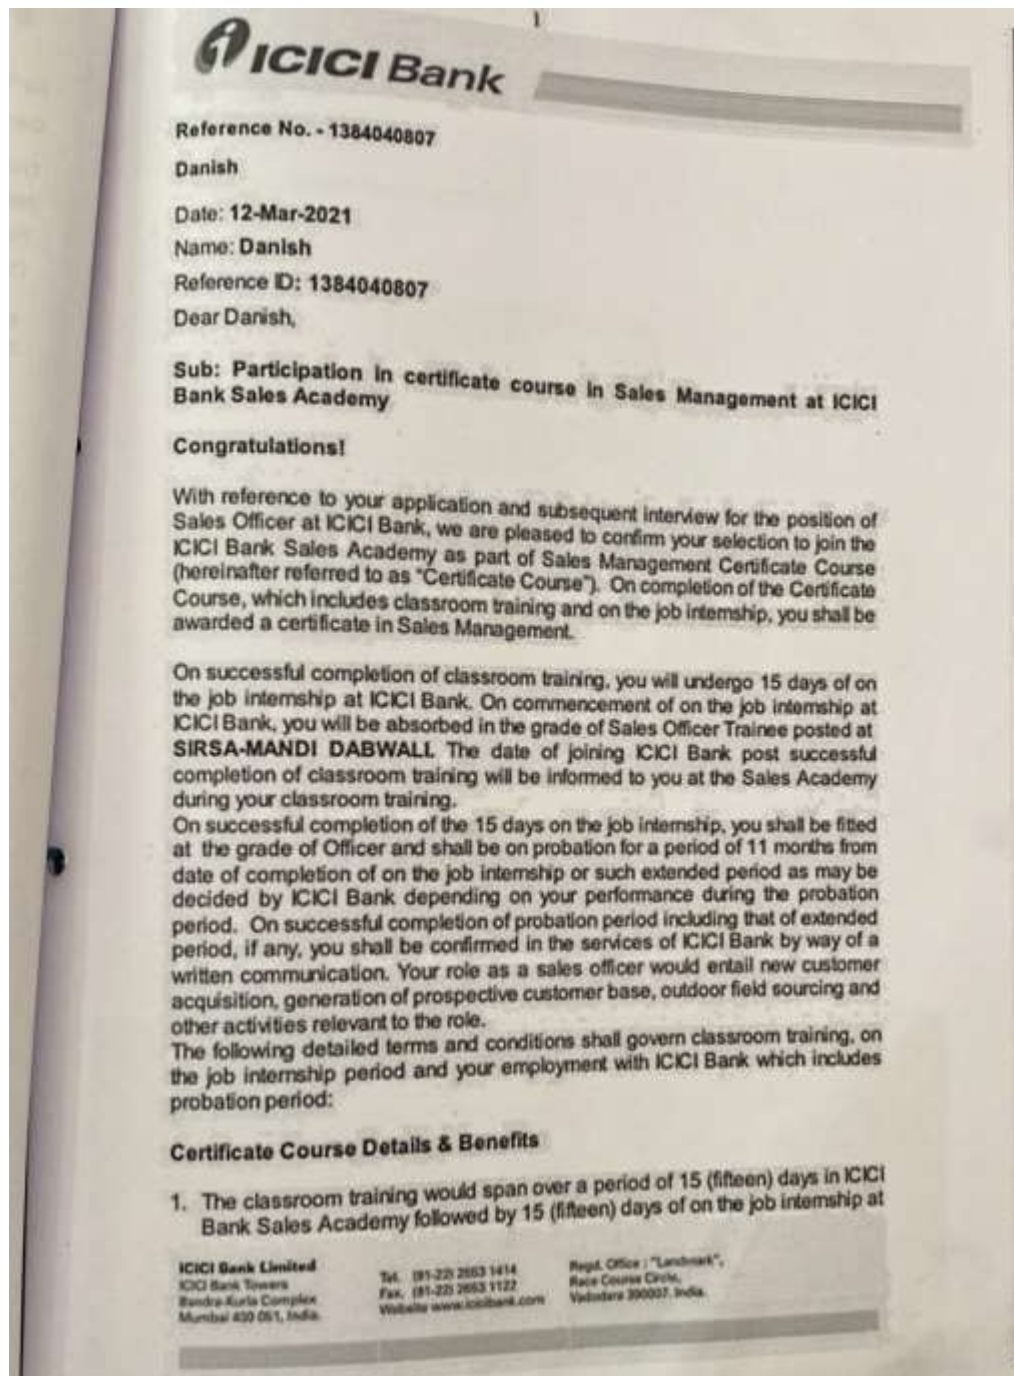 1
ICICI Bank
Reference No. - 1384040807
Danish
Date: 12-Mar-2021
Name: Danish
Reference ID: 1384040807
Dear Danish,
Sub: Participation in certificate course in Sales Management at ICICI
Bank Sales Academy
Congratulations!
With reference to your application and subsequent interview for the position of
Sales Officer at ICICI Bank, we are pleased to confirm your selection to join the
ICICI Bank Sales Academy as part of Sales Management Certificate Course
(hereinafter referred to as "Certificate Course"). On completion of the Certificate
Course, which includes classroom training and on the job internship, you shall be
awarded a certificate in Sales Management.
On successful completion of classroom training, you will undergo 15 days of on
the job internship at ICICI Bank. On commencement of on the job internship at
ICICI Bank, you will be absorbed in the grade of Sales Officer Trainee posted at
SIRSA-MANDI DABWALI. The date of joining ICICI Bank post successful
completion of classroom training will be informed to you at the Sales Academy
during your classroom training.
On successful completion of the 15 days on the job internship, you shall be fitted
at the grade of Officer and shall be on probation for a period of 11 months from
date of completion of on the job internship or such extended period as may be
decided by ICICI Bank depending on your performance during the probation
period. On successful completion of probation period including that of extended
period, if any, you shall be confirmed in the services of ICICI Bank by way of a
written communication. Your role as a sales officer would entail new customer
acquisition, generation of prospective customer base, outdoor field sourcing and
other activities relevant to the role.
The following detailed terms and conditions shall govern classroom training, on
the job internship period and your employment with ICICI Bank which includes
probation period:
Certificate Course Details & Benefits
1. The classroom training would span over a period of 15 (fifteen) days in ICICI
Bank Sales Academy followed by 15 (fifteen) days of on the job internship at
ICICI Bank Limited
ICICI Bank Towers
Bandra-Kurla Complex
Mumbai 400 051, India.
Tel. (91-22) 2653 1414
Fax. (91-22) 2653 1122
Website www.icicibank.com
Regd. Office : "Landmark",
Race Course Circle,
Vadodara 390007. India.